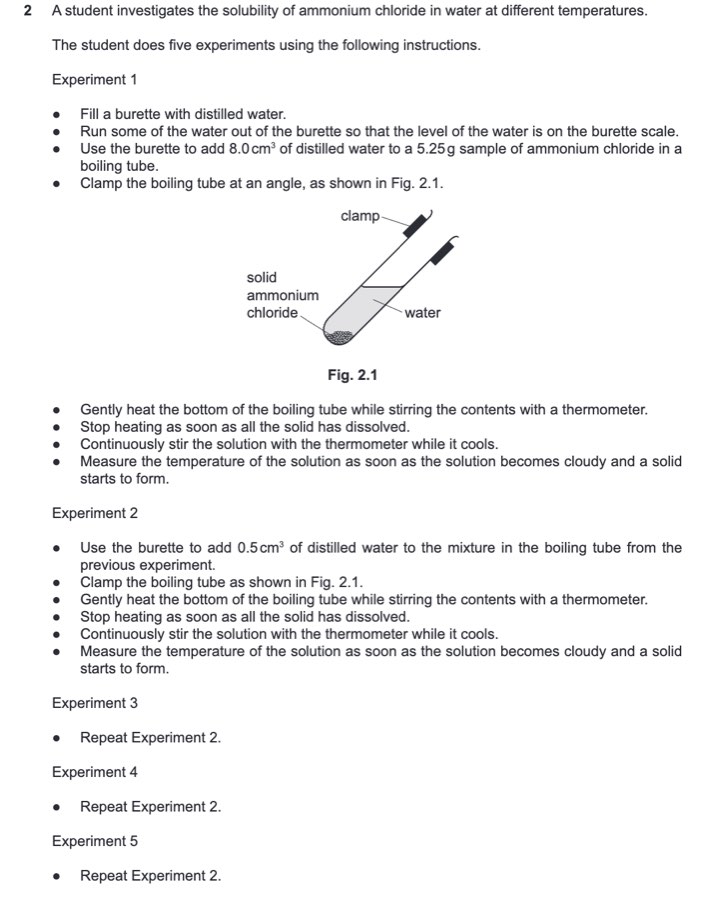 2 A student investigates the solubility of ammonium chloride in water at different temperatures.
The student does five experiments using the following instructions.
Experiment 1
• Fill a burette with distilled water.
• Run some of the water out of the burette so that the level of the water is on the burette scale.
• Use the burette to add 8.0 cm³ of distilled water to a 5.25 g sample of ammonium chloride in a
boiling tube.
• Clamp the boiling tube at an angle, as shown in Fig. 2.1.
clamp
solid
ammonium
chloride
water
Fig. 2.1
• Gently heat the bottom of the boiling tube while stirring the contents with a thermometer.
• Stop heating as soon as all the solid has dissolved.
• Continuously stir the solution with the thermometer while it cools.
• Measure the temperature of the solution as soon as the solution becomes cloudy and a solid
starts to form.
Experiment 2
• Use the burette to add 0.5 cm³ of distilled water to the mixture in the boiling tube from the
previous experiment.
• Clamp the boiling tube as shown in Fig. 2.1.
• Gently heat the bottom of the boiling tube while stirring the contents with a thermometer.
• Stop heating as soon as all the solid has dissolved.
• Continuously stir the solution with the thermometer while it cools.
• Measure the temperature of the solution as soon as the solution becomes cloudy and a solid
starts to form.
Experiment 3
• Repeat Experiment 2.
Experiment 4
• Repeat Experiment 2.
Experiment 5
• Repeat Experiment 2.